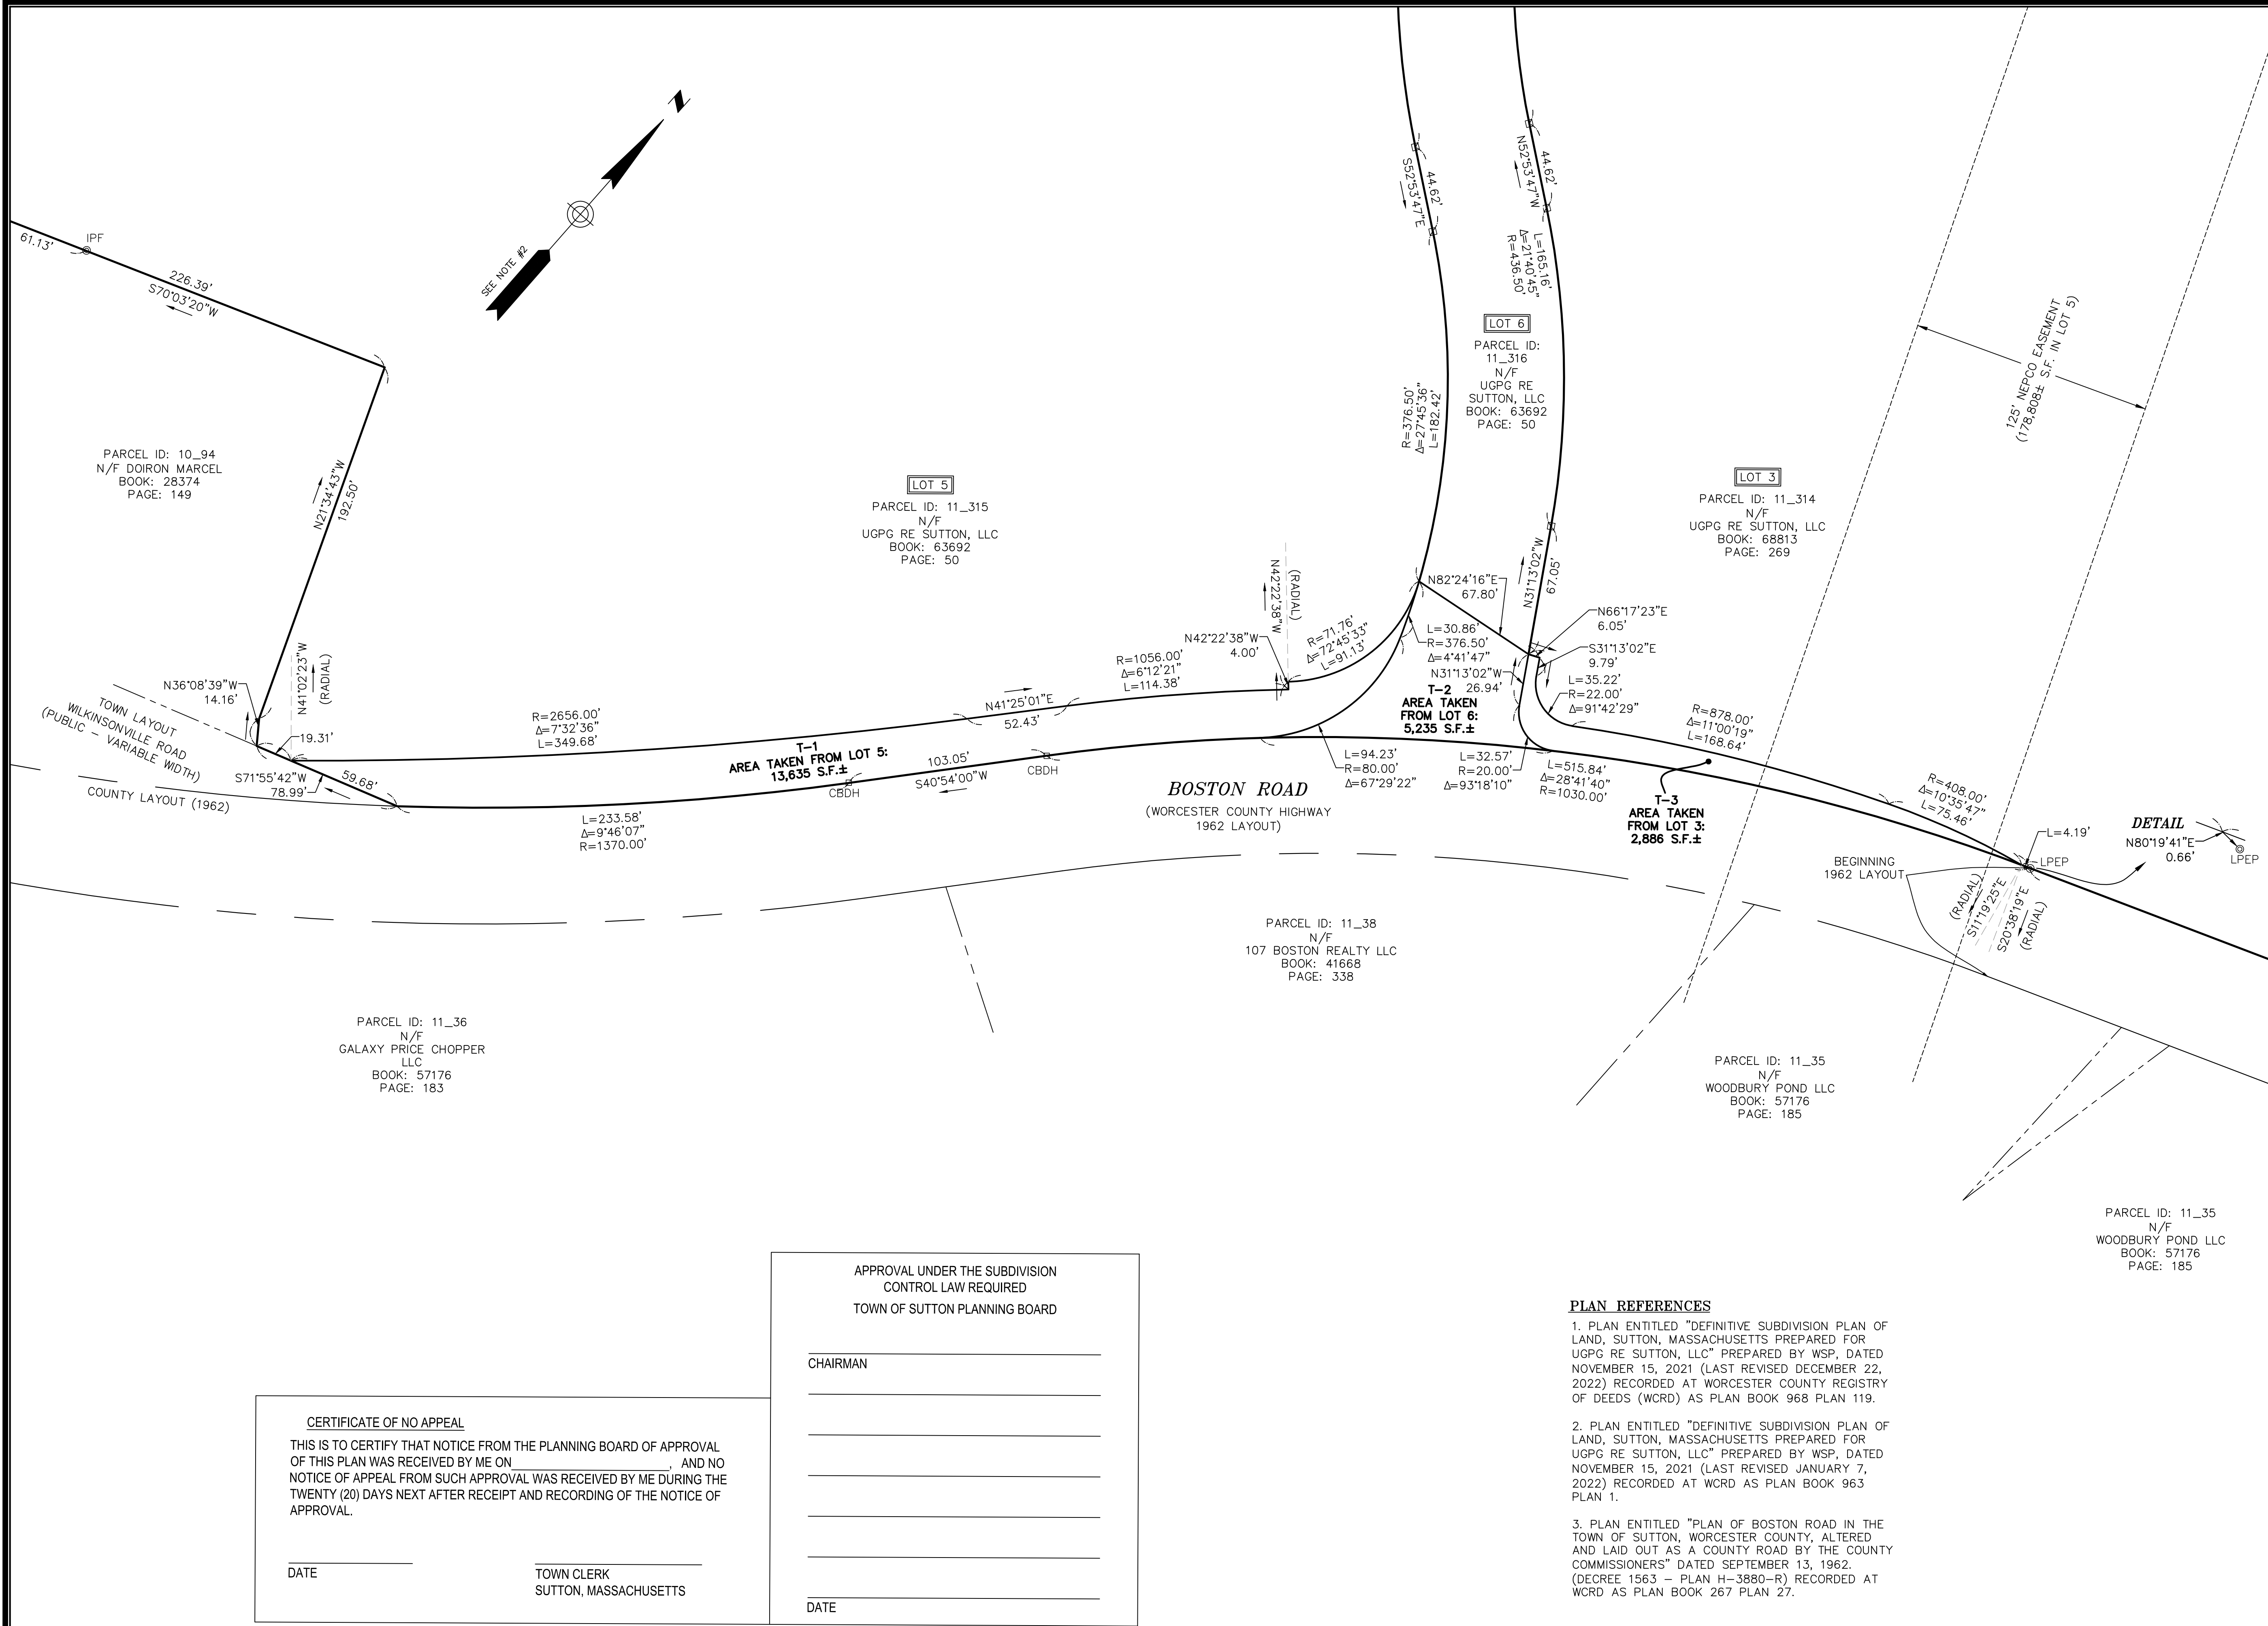 61.13'
IPF
226.39'
S70°03'20"W
SEE NOTE #2
N
PARCEL ID: 10_94
N/F DOIRON MARCEL
BOOK: 28374
PAGE: 149
N21°34'43"W
192.50'
N36°08'39"W
14.16'
N41°02'23"W
(RADIAL)
TOWN LAYOUT
WILKINSONVILLE ROAD
(PUBLIC – VARIABLE WIDTH)
19.31'
S71°55'42"W
78.99'
59.68'
COUNTY LAYOUT (1962)
R=2656.00'
Δ=7°32'36"
L=349.68'
L=233.58'
Δ=9°46'07"
R=1370.00'
T-1
AREA TAKEN FROM LOT 5:
13,635 S.F.±
CBDH
103.05'
S40°54'00"W
CBDH
N41°25'01"E
52.43'
LOT 5
PARCEL ID: 11_315
N/F
UGPG RE SUTTON, LLC
BOOK: 63692
PAGE: 50
R=1056.00'
Δ=6°12'21"
L=114.38'
N42°22'38"W
4.00'
N42°22'38"W
(RADIAL)
R=71.76'
Δ=72°45'33"
L=91.13'
S52°53'47"E
44.62'
N52°53'47"W
44.62'
L=165.16'
Δ=21°40'45"
R=436.50'
LOT 6
PARCEL ID:
11_316
N/F
UGPG RE
SUTTON, LLC
BOOK: 63692
PAGE: 50
R=376.50'
Δ=27°45'36"
L=182.42'
N82°24'16"E
67.80'
N31°13'02"W
67.05'
L=30.86'
R=376.50'
Δ=4°41'47"
N31°13'02"W
26.94'
T-2
AREA TAKEN
FROM LOT 6:
5,235 S.F.±
N66°17'23"E
6.05'
S31°13'02"E
9.79'
L=35.22'
R=22.00'
Δ=91°42'29"
L=94.23'
R=80.00'
Δ=67°29'22"
L=32.57'
R=20.00'
Δ=93°18'10"
L=515.84'
Δ=28°41'40"
R=1030.00'
LOT 3
PARCEL ID: 11_314
N/F
UGPG RE SUTTON, LLC
BOOK: 68813
PAGE: 269
125' NEPCO EASEMENT
(178,808± S.F. IN LOT 5)
R=878.00'
Δ=11°00'19"
L=168.64'
T-3
AREA TAKEN
FROM LOT 3:
2,886 S.F.±
R=408.00'
Δ=10°35'47"
L=75.46'
L=4.19'
LPEP
DETAIL
N80°19'41"E
0.66'
LPEP
BEGINNING
1962 LAYOUT
(RADIAL)
S11°19'25"E
S20°38'19"E
(RADIAL)
BOSTON ROAD
(WORCESTER COUNTY HIGHWAY
1962 LAYOUT)
PARCEL ID: 11_38
N/F
107 BOSTON REALTY LLC
BOOK: 41668
PAGE: 338
PARCEL ID: 11_36
N/F
GALAXY PRICE CHOPPER
LLC
BOOK: 57176
PAGE: 183
PARCEL ID: 11_35
N/F
WOODBURY POND LLC
BOOK: 57176
PAGE: 185
PARCEL ID: 11_35
N/F
WOODBURY POND LLC
BOOK: 57176
PAGE: 185
CERTIFICATE OF NO APPEAL
THIS IS TO CERTIFY THAT NOTICE FROM THE PLANNING BOARD OF APPROVAL
OF THIS PLAN WAS RECEIVED BY ME ON____________________, AND NO
NOTICE OF APPEAL FROM SUCH APPROVAL WAS RECEIVED BY ME DURING THE
TWENTY (20) DAYS NEXT AFTER RECEIPT AND RECORDING OF THE NOTICE OF
APPROVAL.
DATE
TOWN CLERK
SUTTON, MASSACHUSETTS
APPROVAL UNDER THE SUBDIVISION
CONTROL LAW REQUIRED
TOWN OF SUTTON PLANNING BOARD
CHAIRMAN
DATE
PLAN REFERENCES
1. PLAN ENTITLED "DEFINITIVE SUBDIVISION PLAN OF
LAND, SUTTON, MASSACHUSETTS PREPARED FOR
UGPG RE SUTTON, LLC" PREPARED BY WSP, DATED
NOVEMBER 15, 2021 (LAST REVISED DECEMBER 22,
2022) RECORDED AT WORCESTER COUNTY REGISTRY
OF DEEDS (WCRD) AS PLAN BOOK 968 PLAN 119.
2. PLAN ENTITLED "DEFINITIVE SUBDIVISION PLAN OF
LAND, SUTTON, MASSACHUSETTS PREPARED FOR
UGPG RE SUTTON, LLC" PREPARED BY WSP, DATED
NOVEMBER 15, 2021 (LAST REVISED JANUARY 7,
2022) RECORDED AT WCRD AS PLAN BOOK 963
PLAN 1.
3. PLAN ENTITLED "PLAN OF BOSTON ROAD IN THE
TOWN OF SUTTON, WORCESTER COUNTY, ALTERED
AND LAID OUT AS A COUNTY ROAD BY THE COUNTY
COMMISSIONERS" DATED SEPTEMBER 13, 1962.
(DECREE 1563 – PLAN H–3880–R) RECORDED AT
WCRD AS PLAN BOOK 267 PLAN 27.